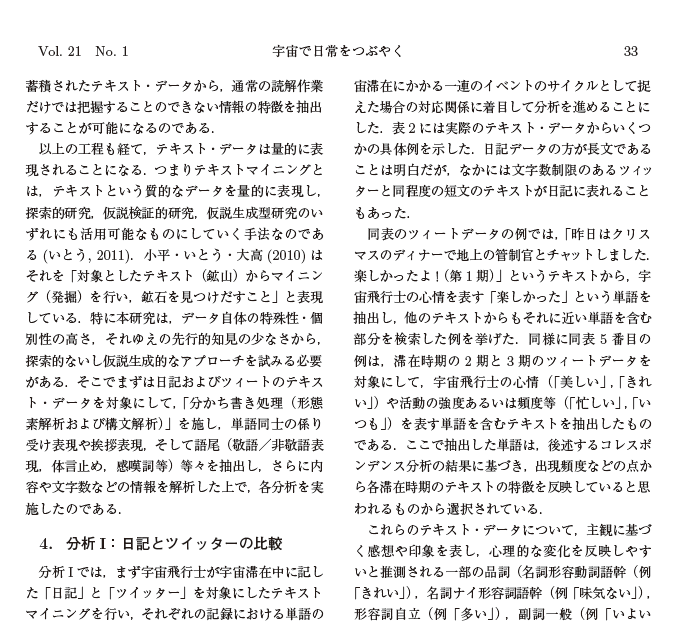 Vol. 21 No. 1
宇宙で日常をつぶやく
33
蓄積されたテキスト・データから，通常の読解作業
だけでは把握することのできない情報の特徴を抽出
することが可能になるのである．
以上の工程も経て，テキスト・データは量的に表
現されることになる．つまりテキストマイニングと
は，テキストという質的なデータを量的に表現し，
探索的研究，仮説検証的研究，仮説生成型研究のい
ずれにも活用可能なものにしていく手法なのであ
る (いとう, 2011)．小平・いとう・大高 (2010) は
それを「対象としたテキスト（鉱山）からマイニン
グ（発掘）を行い，鉱石を見つけだすこと」と表現
している．特に本研究は，データ自体の特殊性・個
別性の高さ，それゆえの先行的知見の少なさから，
探索的ないし仮説生成的なアプローチを試みる必要
がある．そこでまずは日記およびツィートのテキス
ト・データを対象にして，「分かち書き処理（形態
素解析および構文解析）」を施し，単語同士の係り
受け表現や挨拶表現，そして語尾（敬語／非敬語表
現，体言止め，感嘆詞等）等々を抽出し，さらに内
容や文字数などの情報を解析した上で，各分析を実
施したのである．
4. 分析 I：日記とツイッターの比較
分析 I では，まず宇宙飛行士が宇宙滞在中に記し
た「日記」と「ツイッター」を対象にしたテキスト
マイニングを行い，それぞれの記録における単語の
宙滞在にかかる一連のイベントのサイクルとして捉
えた場合の対応関係に着目して分析を進めることに
した．表 2 には実際のテキスト・データからいくつ
かの具体例を示した．日記データの方が長文である
ことは明白だが，なかには文字数制限のあるツィッ
ターと同程度の短文のテキストが日記に表れること
もあった．
同表のツィートデータの例では，「昨日はクリス
マスのディナーで地上の管制官とチャットしました．
楽しかったよ！(第 1 期)」というテキストから，宇
宙飛行士の心情を表す「楽しかった」という単語を
抽出し，他のテキストからもそれに近い単語を含む
部分を検索した例を挙げた．同様に同表 5 番目の
例は，滞在時期の 2 期と 3 期のツィートデータを
対象にして，宇宙飛行士の心情（「美しい」，「きれ
い」）や活動の強度あるいは頻度等（「忙しい」，「い
つも」）を表す単語を含むテキストを抽出したもの
である．ここで抽出した単語は，後述するコレスポ
ンデンス分析の結果に基づき，出現頻度などの点か
ら各滞在時期のテキストの特徴を反映していると思
われるものから選択されている．
これらのテキスト・データについて，主観に基づ
く感想や印象を表し，心理的な変化を反映しやす
いと推測される一部の品詞（名詞形容動詞語幹（例
「きれい」），名詞ナイ形容詞語幹（例「味気ない」），
形容詞自立（例「多い」），副詞一般（例「いよい